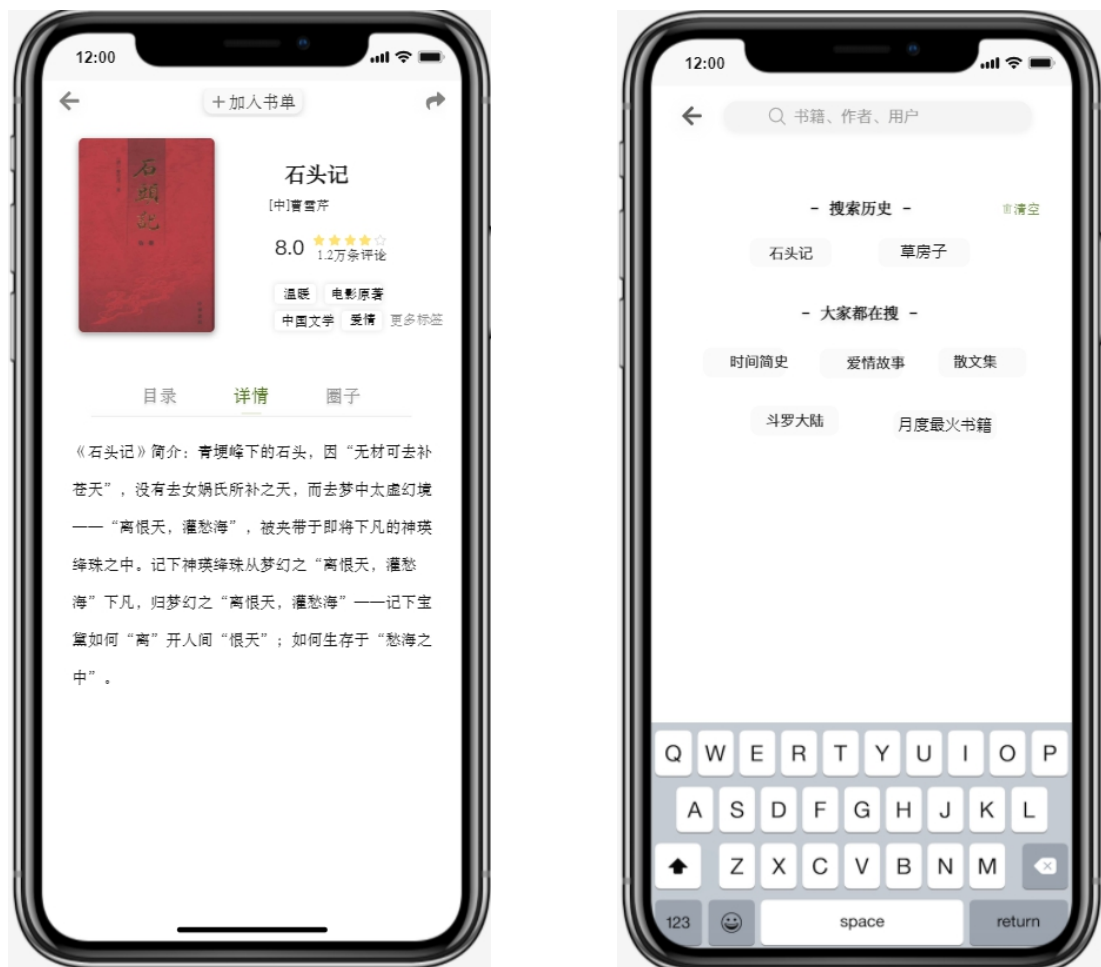 12:00
+加入书单
石頭記
石头记
[中]曹雪芹
8.0
1.2万条评论
温暖 电影原著
中国文学 爱情 更多标签
目录 详情 圈子
《石头记》简介：青埂峰下的石头，因“无材可去补
苍天”，没有去女娲氏所补之天，而去梦中太虚幻境
——“离恨天，灌愁海”，被夹带于即将下凡的神瑛
绛珠之中。记下神瑛绛珠从梦幻之“离恨天，灌愁
海”下凡，归梦幻之“离恨天，灌愁海”——记下宝
黛如何“离”开人间“恨天”；如何生存于“愁海之
中”。
12:00
书籍、作者、用户
- 搜索历史 - 清空
石头记 草房子
- 大家都在搜 -
时间简史 爱情故事 散文集
斗罗大陆 月度最火书籍
Q W E R T Y U I O P
A S D F G H J K L
Z X C V B N M
123 space return